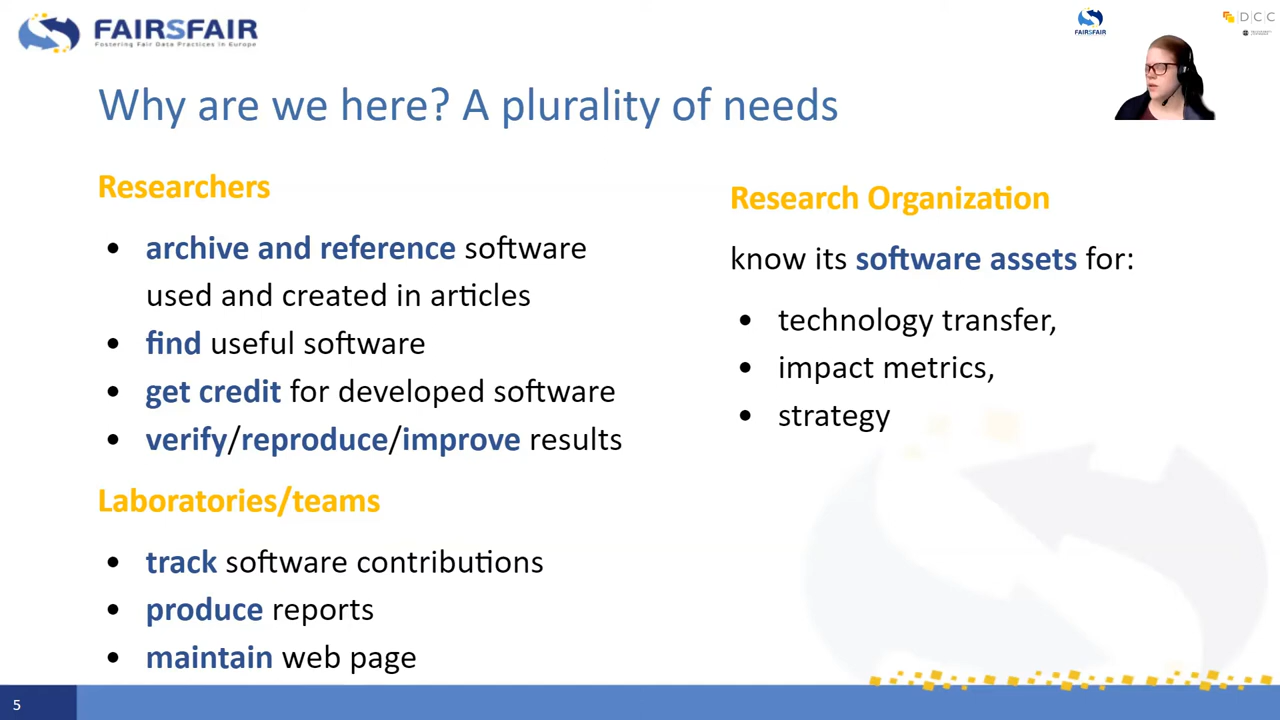 FAIRSFAIR
Fostering Fair Data Practices In Europe
FAIRSFAIR
DCC
Why are we here? A plurality of needs
Researchers
• archive and reference software
used and created in articles
• find useful software
• get credit for developed software
• verify/reproduce/improve results
Laboratories/teams
• track software contributions
• produce reports
• maintain web page
Research Organization
know its software assets for:
• technology transfer,
• impact metrics,
• strategy
5